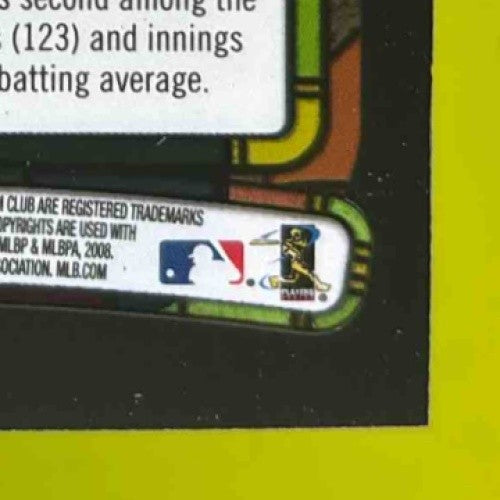 s second among the
(123) and innings
batting average.
CLUB ARE REGISTERED TRADEMARKS
OPYRIGHTS ARE USED WITH
MLBP & MLBPA, 2008.
OCIATION. MLB.COM
PLAYERS